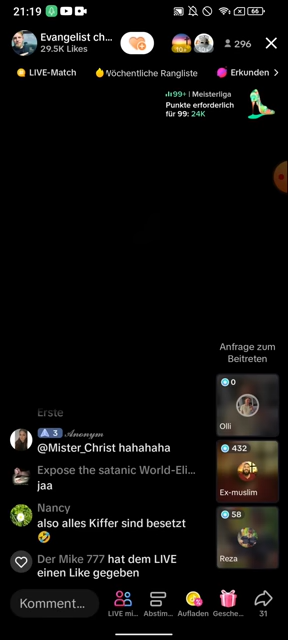 21:19
66
Evangelist ch...
29.5K Likes
296
LIVE-Match
Wöchentliche Rangliste
Erkunden
99+ | Meisterliga
Punkte erforderlich
für 99: 24K
Anfrage zum
Beitreten
0
Olli
432
Ex-muslim
58
Reza
Erste
3 𝒜𝓃𝑜𝓃𝓎𝓂
@Mister_Christ hahahaha
Expose the satanic World-Eli...
jaa
Nancy
also alles Kiffer sind besetzt
🤣
Der Mike 777 hat dem LIVE
einen Like gegeben
Komment...
LIVE mi...
Abstim...
Aufladen
Gesche...
31